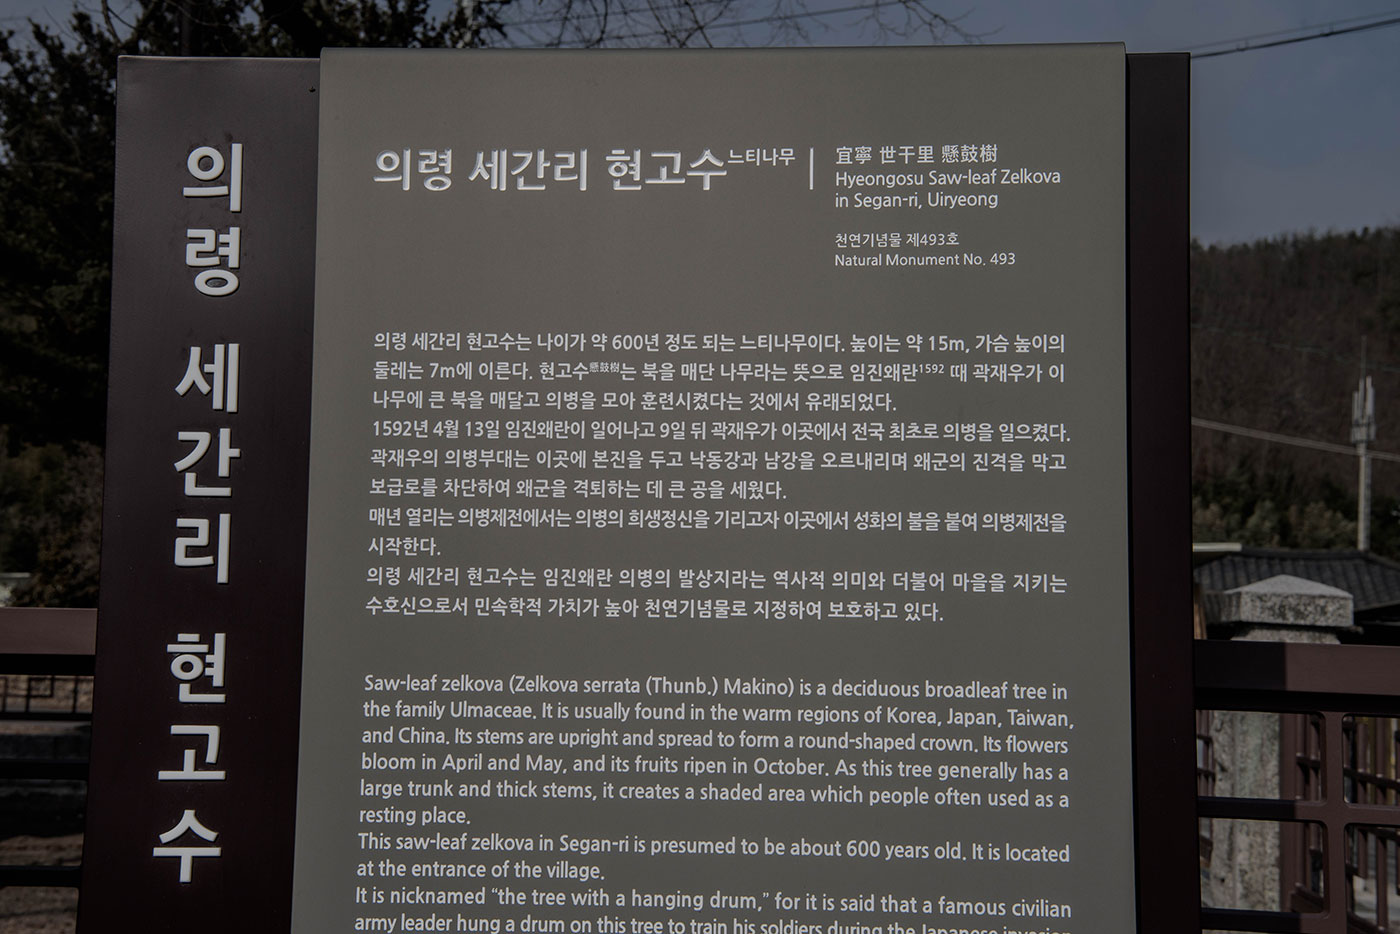 의령 세간리 현고수
의령 세간리 현고수 느티나무
宜寧 世干里 懸鼓樹
Hyeongosu Saw-leaf Zelkova
in Segan-ri, Uiryeong
천연기념물 제493호
Natural Monument No. 493
의령 세간리 현고수는 나이가 약 600년 정도 되는 느티나무이다. 높이는 약 15m, 가슴 높이의
둘레는 7m에 이른다. 현고수懸鼓樹는 북을 매단 나무라는 뜻으로 임진왜란1592 때 곽재우가 이
나무에 큰 북을 매달고 의병을 모아 훈련시켰다는 것에서 유래되었다.
1592년 4월 13일 임진왜란이 일어나고 9일 뒤 곽재우가 이곳에서 전국 최초로 의병을 일으켰다.
곽재우의 의병부대는 이곳에 본진을 두고 낙동강과 남강을 오르내리며 왜군의 진격을 막고
보급로를 차단하여 왜군을 격퇴하는 데 큰 공을 세웠다.
매년 열리는 의병제전에서는 의병의 희생정신을 기리고자 이곳에서 성화의 불을 붙여 의병제전을
시작한다.
의령 세간리 현고수는 임진왜란 의병의 발상지라는 역사적 의미와 더불어 마을을 지키는
수호신으로서 민속학적 가치가 높아 천연기념물로 지정하여 보호하고 있다.
Saw-leaf zelkova (Zelkova serrata (Thunb.) Makino) is a deciduous broadleaf tree in
the family Ulmaceae. It is usually found in the warm regions of Korea, Japan, Taiwan,
and China. Its stems are upright and spread to form a round-shaped crown. Its flowers
bloom in April and May, and its fruits ripen in October. As this tree generally has a
large trunk and thick stems, it creates a shaded area which people often used as a
resting place.
This saw-leaf zelkova in Segan-ri is presumed to be about 600 years old. It is located
at the entrance of the village.
It is nicknamed “the tree with a hanging drum,” for it is said that a famous civilian
army leader hung a drum on this tree to train his soldiers during the Japanese invasion